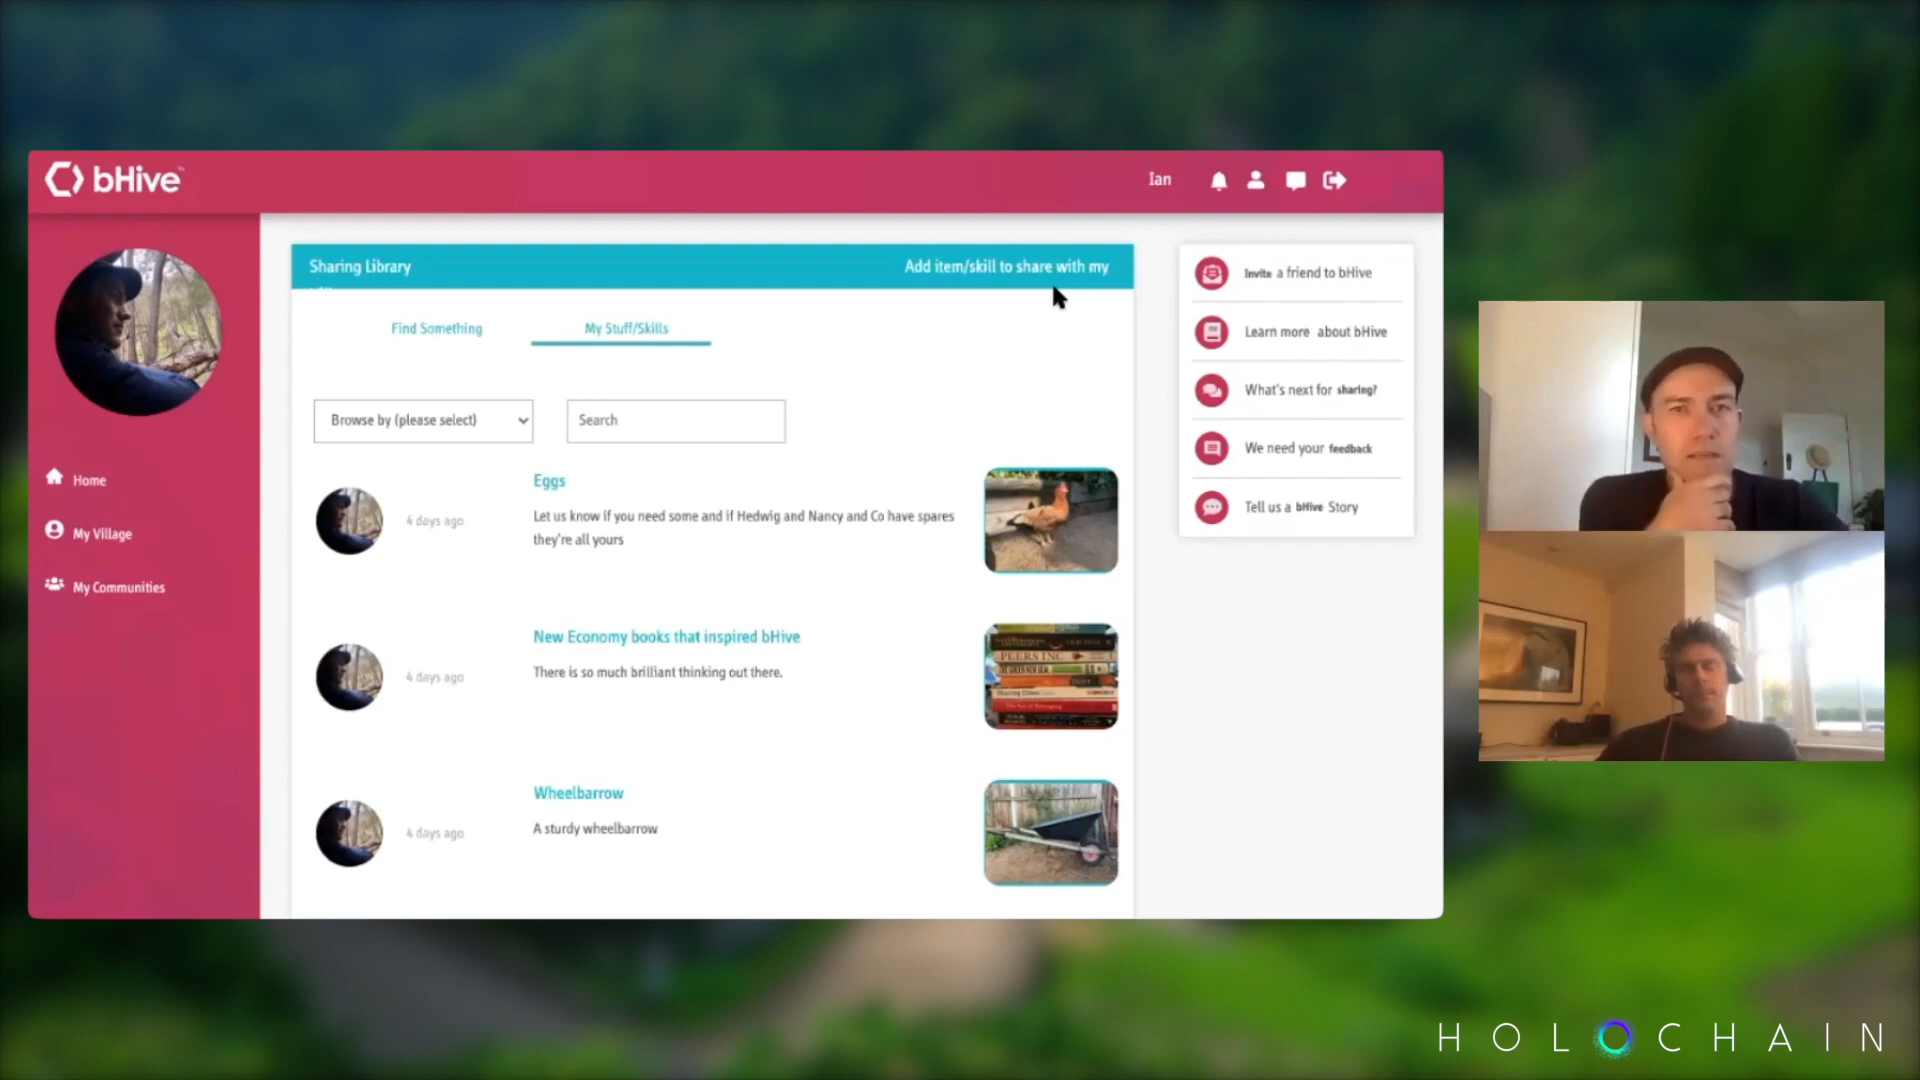 bHive
Ian
Home
My Village
My Communities
Sharing Library
Add item/skill to share with my
Find Something
My Stuff/Skills
Browse by (please select)
Search
4 days ago
Eggs
Let us know if you need some and if Hedwig and Nancy and Co have spares
they're all yours
4 days ago
New Economy books that inspired bHive
There is so much brilliant thinking out there.
PEERS INC
4 days ago
Wheelbarrow
A sturdy wheelbarrow
Invite a friend to bHive
Learn more about bHive
What's next for sharing?
We need your feedback
Tell us a bHive Story
HOLOCHAIN